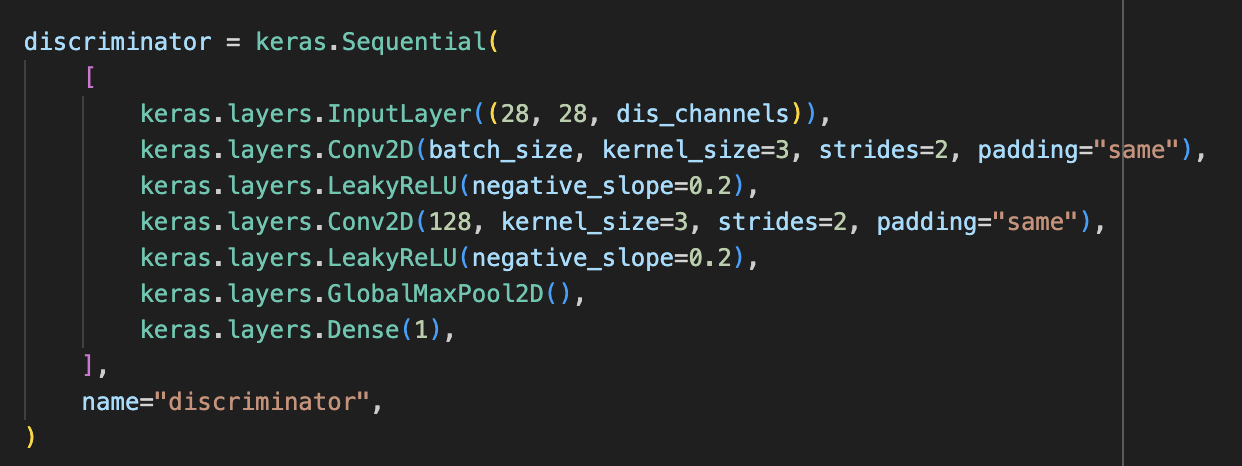 discriminator = keras.Sequential(
    [
        keras.layers.InputLayer((28, 28, dis_channels)),
        keras.layers.Conv2D(batch_size, kernel_size=3, strides=2, padding="same"),
        keras.layers.LeakyReLU(negative_slope=0.2),
        keras.layers.Conv2D(128, kernel_size=3, strides=2, padding="same"),
        keras.layers.LeakyReLU(negative_slope=0.2),
        keras.layers.GlobalMaxPool2D(),
        keras.layers.Dense(1),
    ],
    name="discriminator",
)